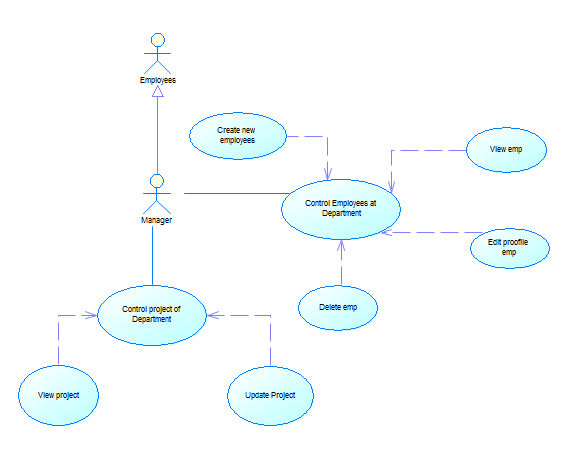 Employees
Create new
employees
View emp
Control Employees at
Department
Manager
Edit proofile
emp
Control project of
Department
Delete emp
View project
Update Project